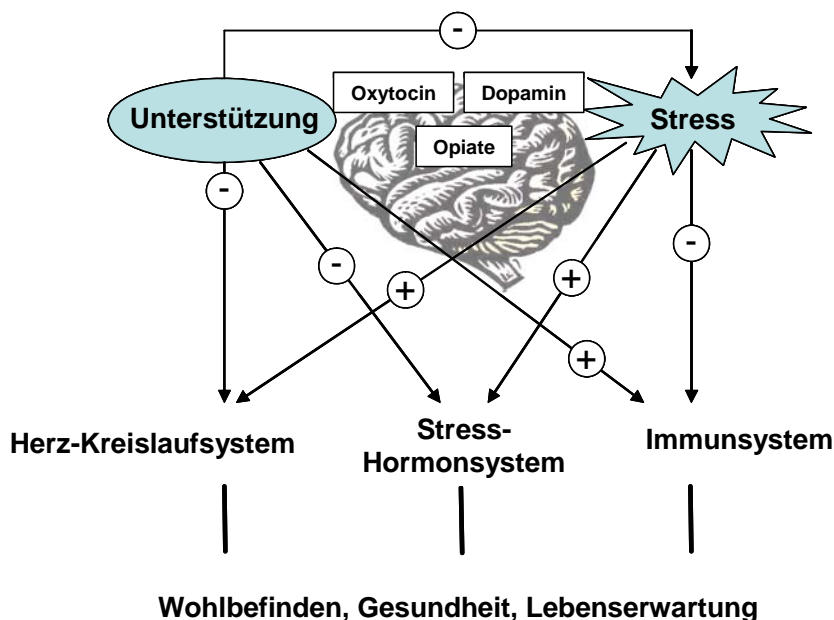 -
Oxytocin
Dopamin
Unterstützung
Stress
Opiate
-
-
-
+
+
+
Herz-Kreislaufsystem
Stress-
Hormonsystem
Immunsystem
Wohlbefinden, Gesundheit, Lebenserwartung